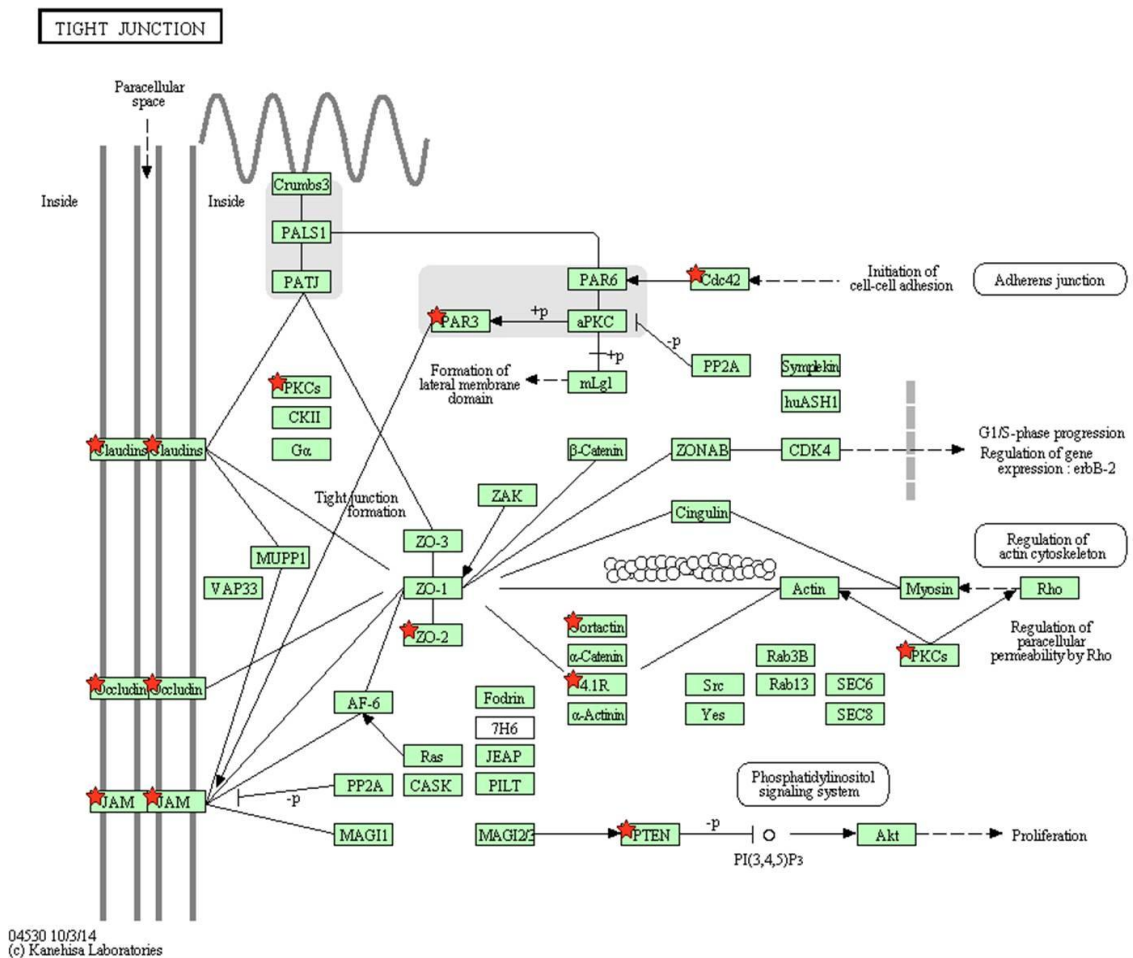 TIGHT JUNCTION
Paracellular
space
Inside
Inside
Crumbs3
PALS1
PATJ
PAR6
Cdc42
Initiation of
cell-cell adhesion
Adherens junction
PAR3
+p
aPKC
-p
+p
Formation of
lateral membrane
domain
mLgl
PP2A
Symplekin
huASH1
PKCs
CKII
Gα
Claudins
Claudins
β-Catenin
ZONAB
CDK4
G1/S-phase progression
Regulation of gene
expression : erbB-2
Tight junction
formation
ZAK
Cingulin
ZO-3
MUPP1
VAP33
ZO-1
Actin
Myosin
Rho
Regulation of
actin cytoskeleton
ZO-2
Cortactin
α-Catenin
4.1R
α-Actinin
Rab3B
Rab13
PKCs
Regulation of
paracellular
permeability by Rho
Occludin
Occludin
AF-6
Fodrin
7H6
JEAP
PILT
Src
Yes
SEC6
SEC8
Ras
CASK
PP2A
-p
JAM
JAM
MAGI1
MAGI2/3
PTEN
-p
PI(3,4,5)P3
Phosphatidylinositol
signaling system
Akt
Proliferation
04530 10/3/14
(c) Kanehisa Laboratories